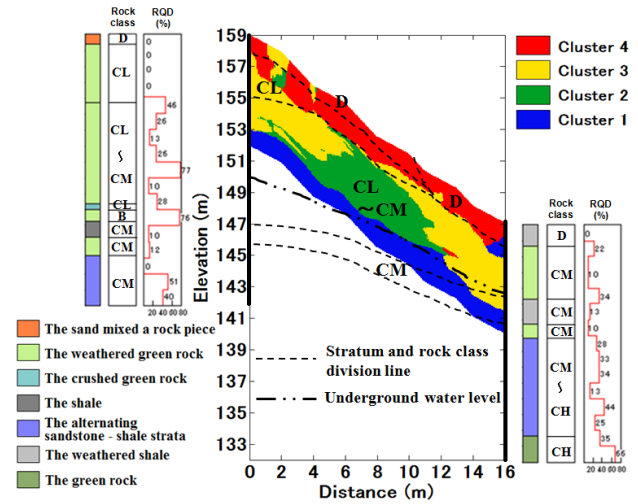 Rock class
RQD (%)
D
CL
CL
~
CM
CL
B
CM
CM
CM
0
0
0
0
46
26
13
26
77
10
28
76
10
12
0
51
40
20 40 60 80
The sand mixed a rock piece
The weathered green rock
The crushed green rock
The shale
The alternating
sandstone - shale strata
The weathered shale
The green rock
Elevation (m)
159
157
155
153
151
149
147
145
143
141
139
137
135
133
0 2 4 6 8 10 12 14 16
Distance (m)
CL
D
CL
~CM
D
CM
Stratum and rock class
division line
Underground water level
Cluster 4
Cluster 3
Cluster 2
Cluster 1
Rock class
RQD (%)
D
CM
CM
CM
CM
~
CH
CH
0
22
10
34
13
10
28
33
34
13
44
25
35
66
20 40 60 80